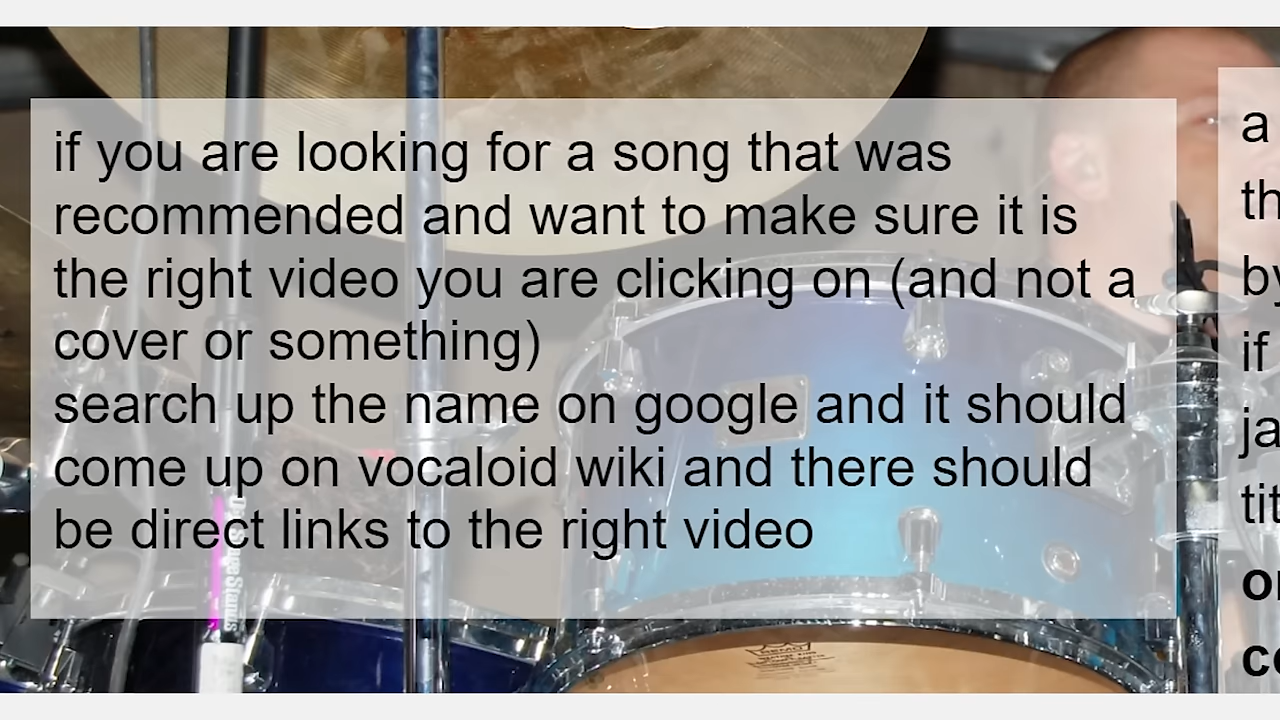 if you are looking for a song that was
recommended and want to make sure it is
the right video you are clicking on (and not a
cover or something)
search up the name on google and it should
come up on vocaloid wiki and there should
be direct links to the right video
a
if
REMO